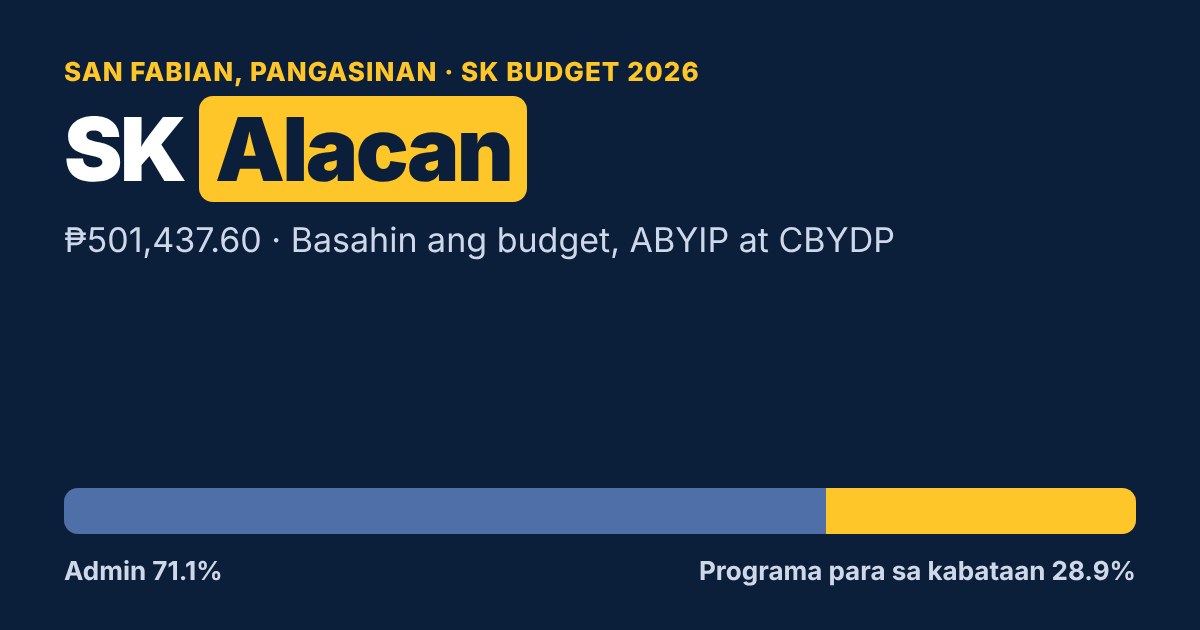 SAN FABIAN, PANGASINAN · SK BUDGET 2026
SK Alacan
₱501,437.60 · Basahin ang budget, ABYIP at CBYDP
Admin 71.1%
Programa para sa kabataan 28.9%